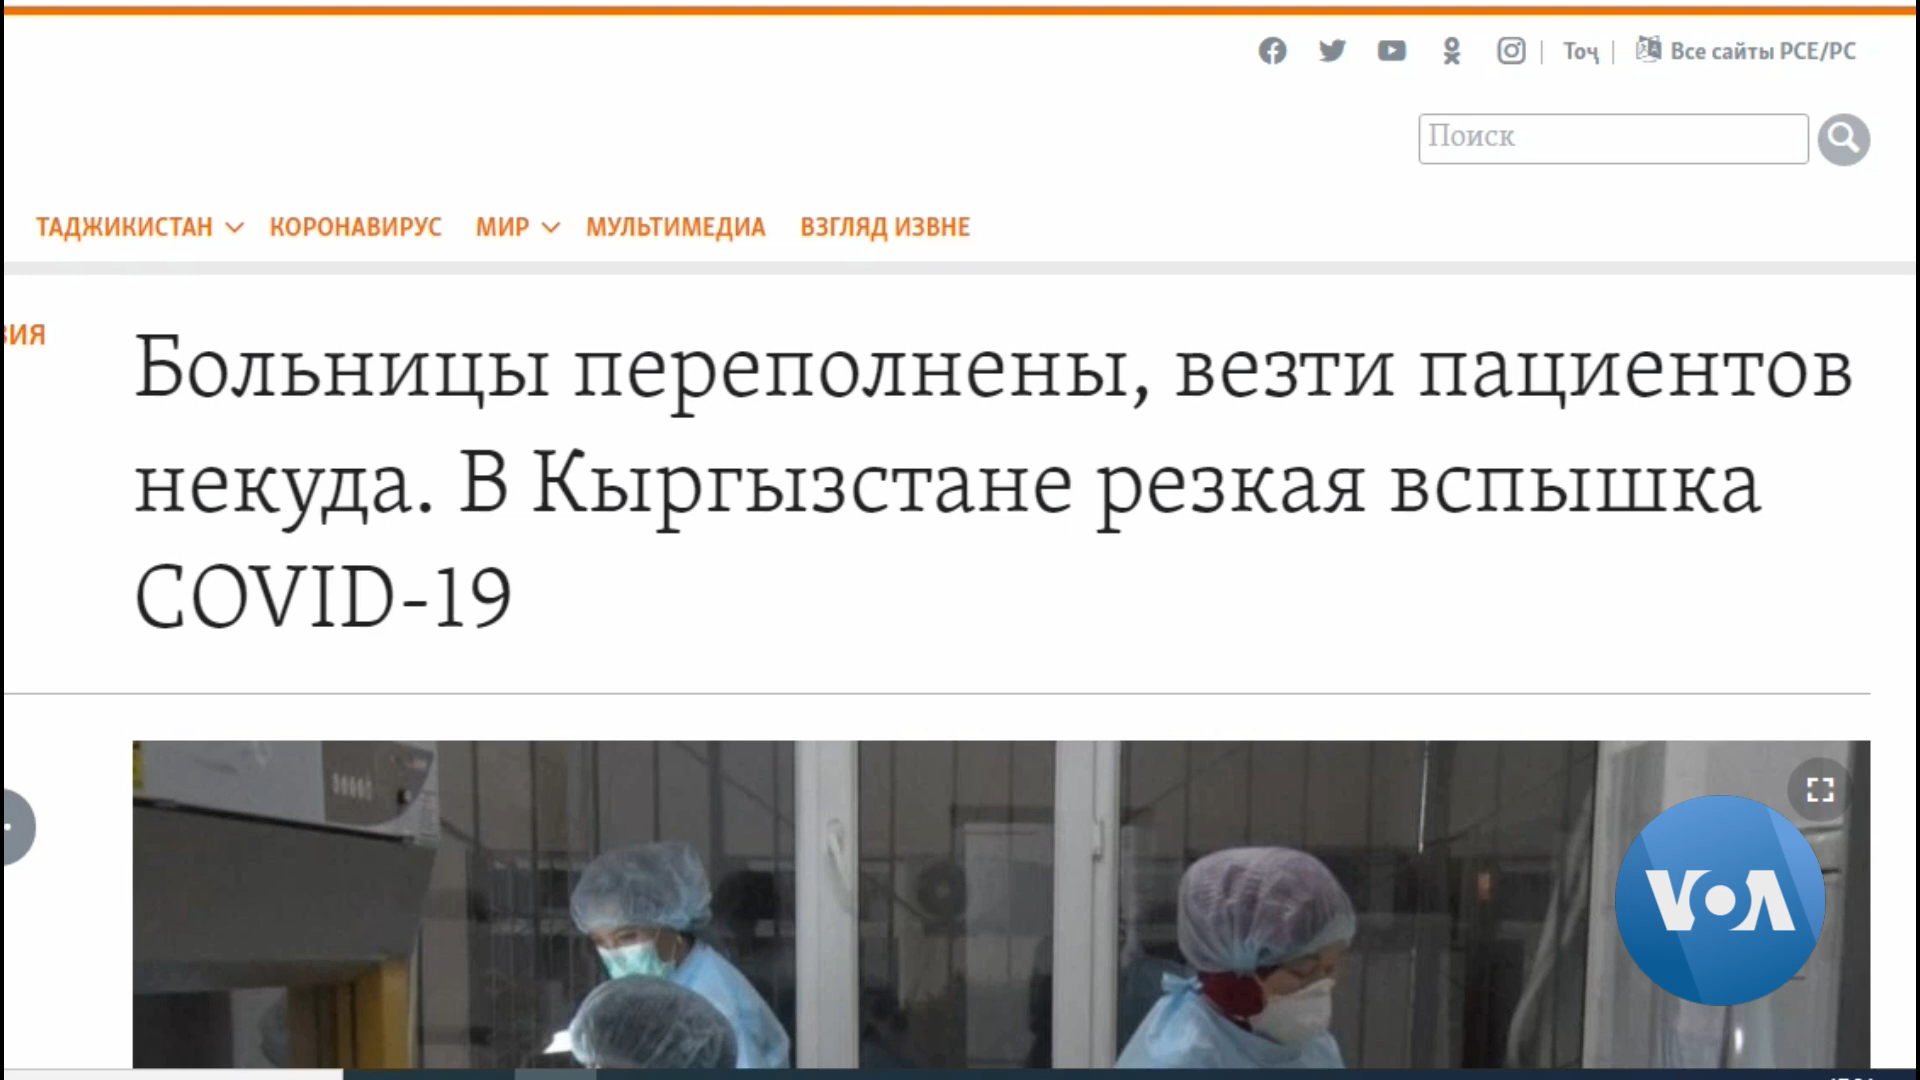 Тоҷ
Все сайты РСЕ/РС
Поиск
ТАДЖИКИСТАН КОРОНАВИРУС МИР МУЛЬТИМЕДИА ВЗГЛЯД ИЗВНЕ
Больницы переполнены, везти пациентов
некуда. В Кыргызстане резкая вспышка
COVID-19
VOA